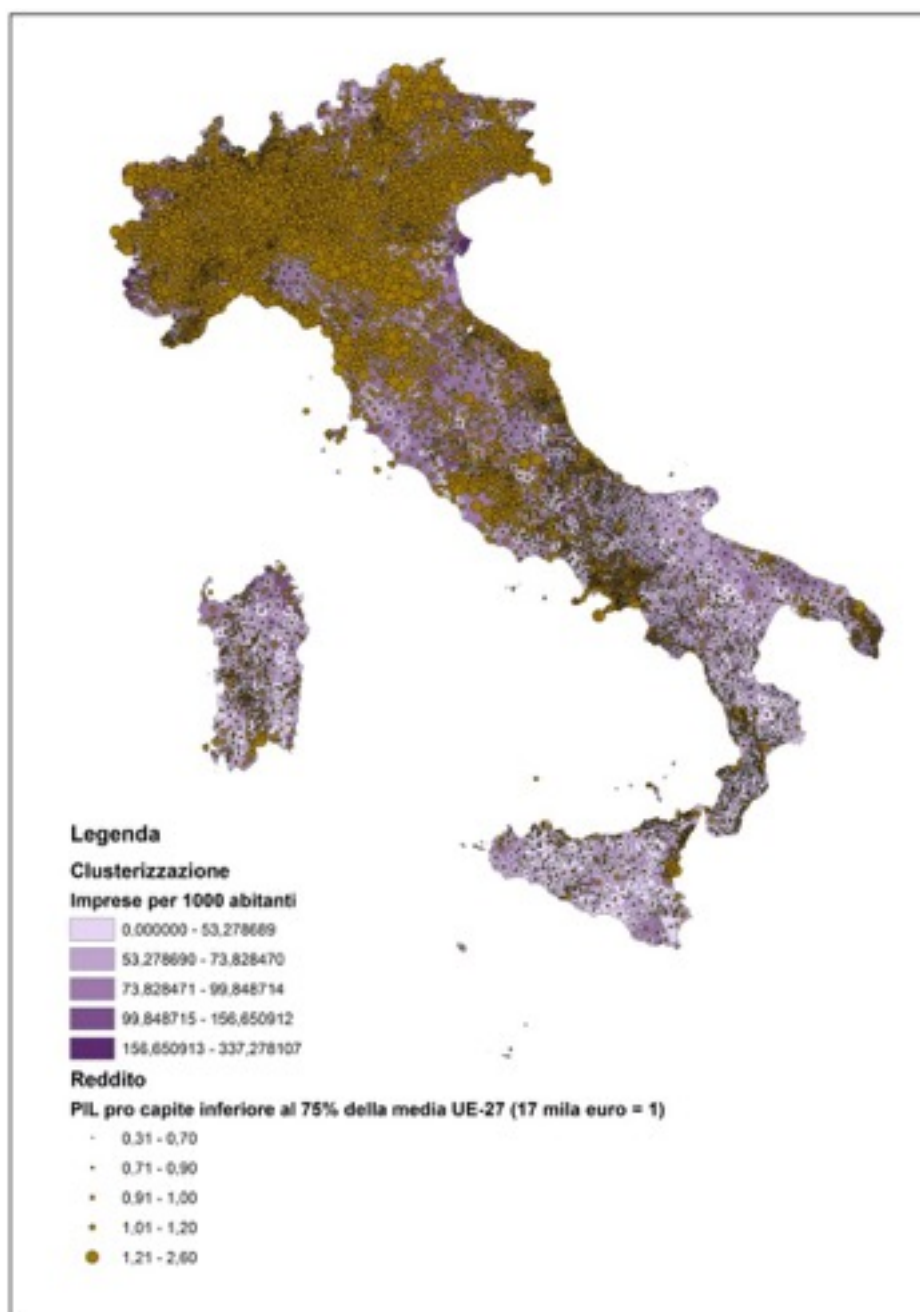 Legenda
Clusterizzazione
Imprese per 1000 abitanti
0,000000 - 53,278689
53,278690 - 73,828470
73,828471 - 99,848714
99,848715 - 156,650912
156,650913 - 337,278107
Reddito
PIL pro capite inferiore al 75% della media UE-27 (17 mila euro = 1)
0,31 - 0,70
0,71 - 0,90
0,91 - 1,00
1,01 - 1,20
1,21 - 2,60